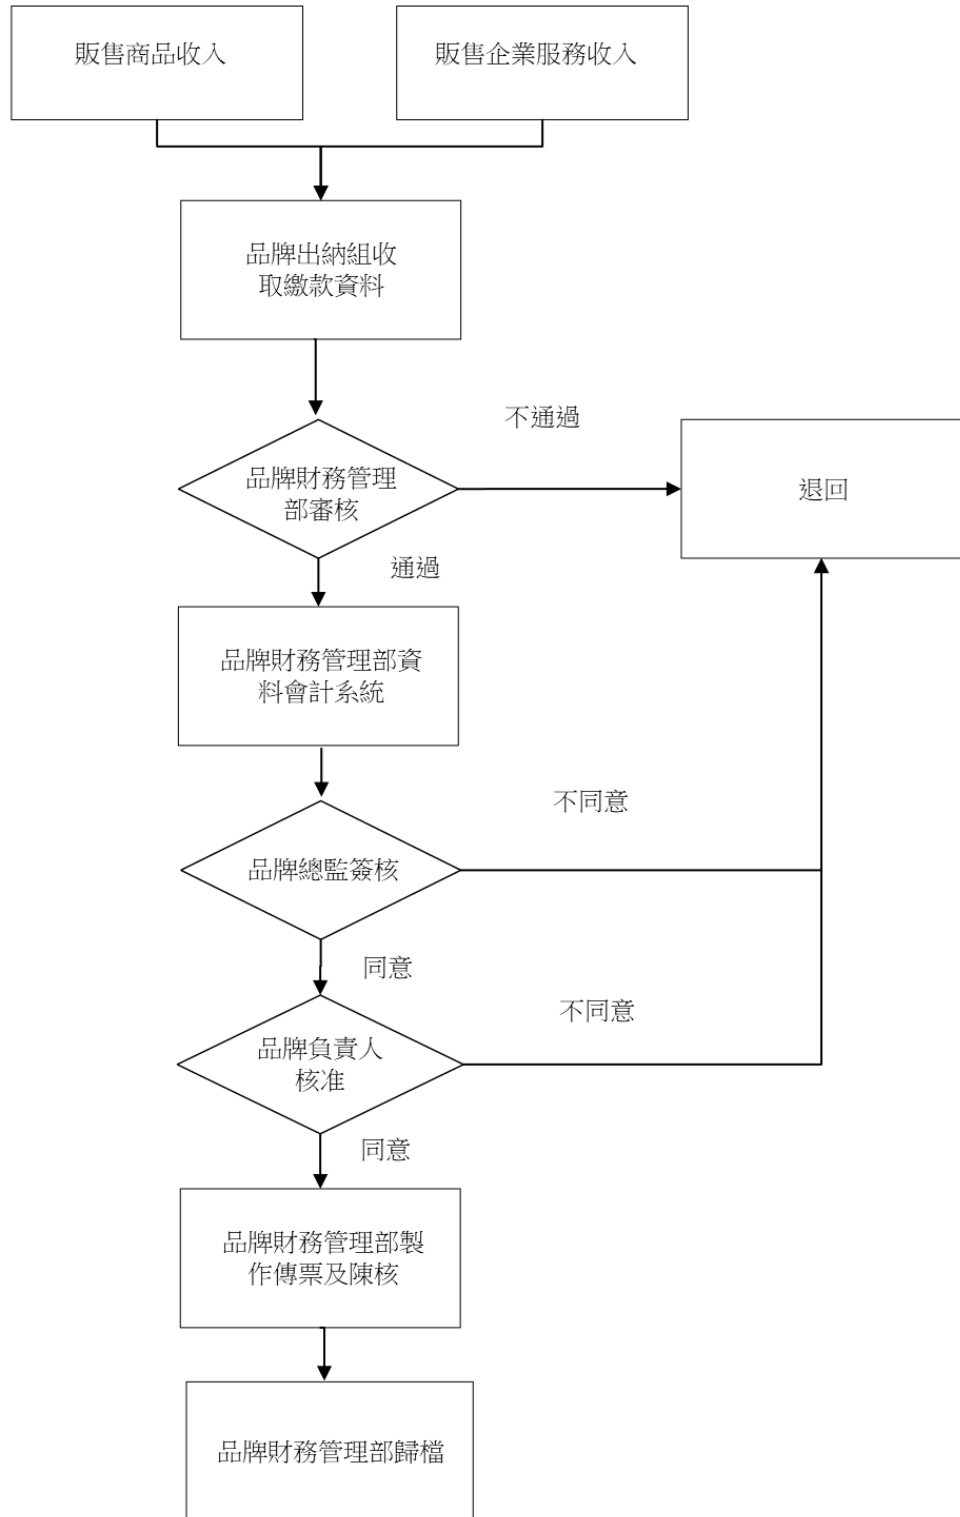 販售商品收入
販售企業服務收入
品牌出納組收
取繳款資料
不通過
品牌財務管理
部審核
退回
通過
品牌財務管理部資
料會計系統
不同意
品牌總監簽核
同意
不同意
品牌負責人
核准
同意
品牌財務管理部製
作傳票及陳核
品牌財務管理部歸檔